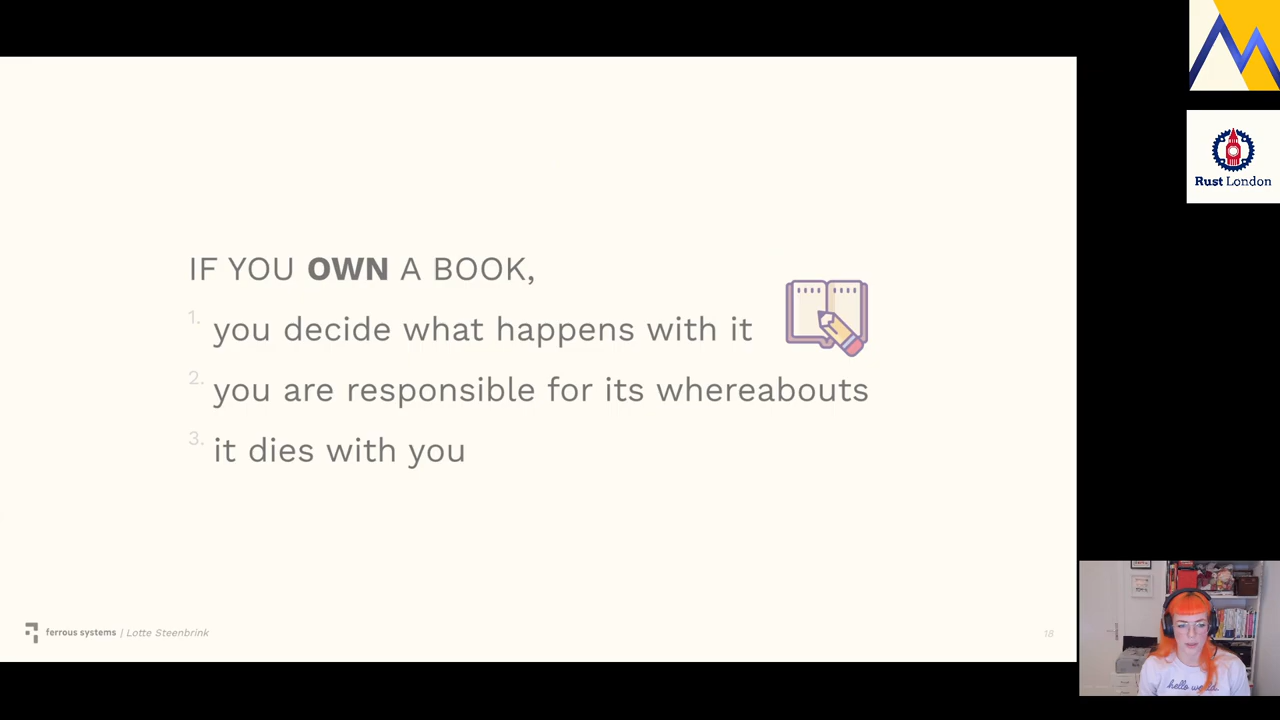 IF YOU OWN A BOOK,
1. you decide what happens with it
2. you are responsible for its whereabouts
3. it dies with you
ferrous systems | Lotte Steenbrink
18
Rust London